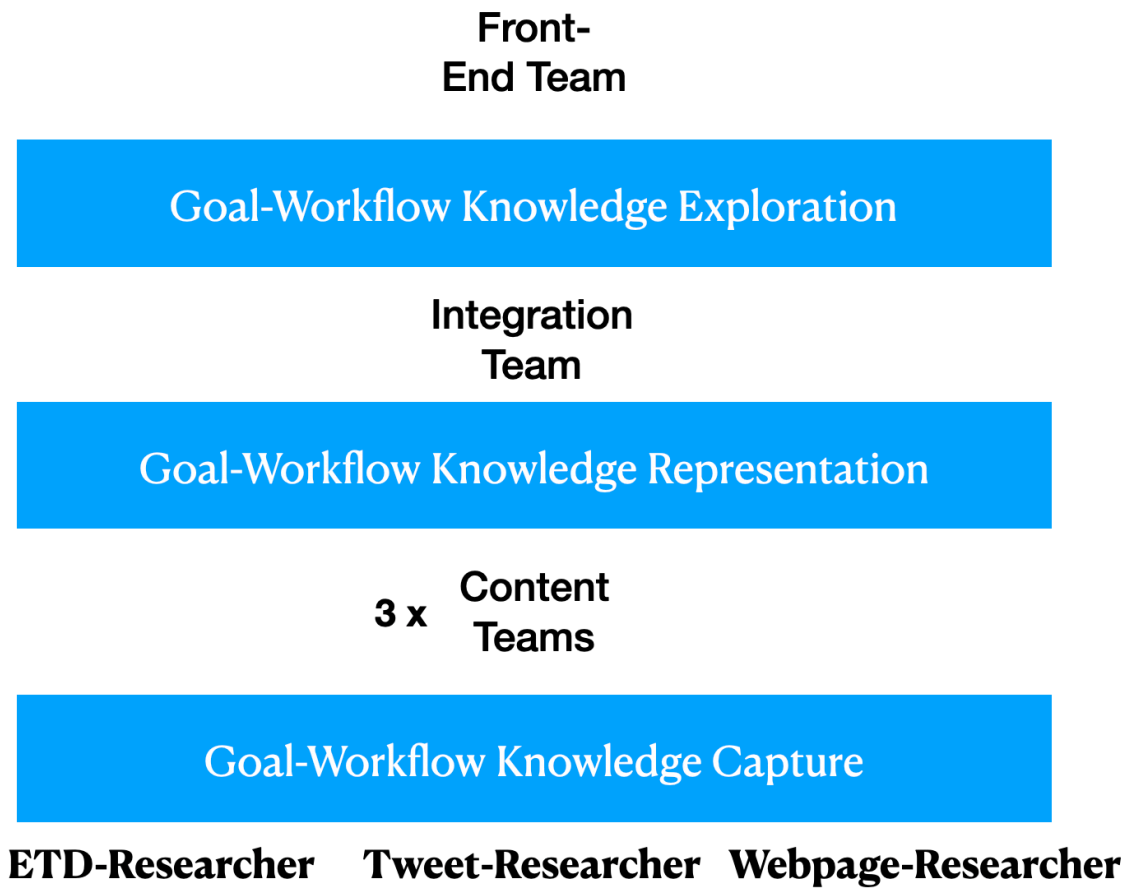 Front-
End Team
Goal-Workflow Knowledge Exploration
Integration
Team
Goal-Workflow Knowledge Representation
3 x Content
Teams
Goal-Workflow Knowledge Capture
ETD-Researcher Tweet-Researcher Webpage-Researcher